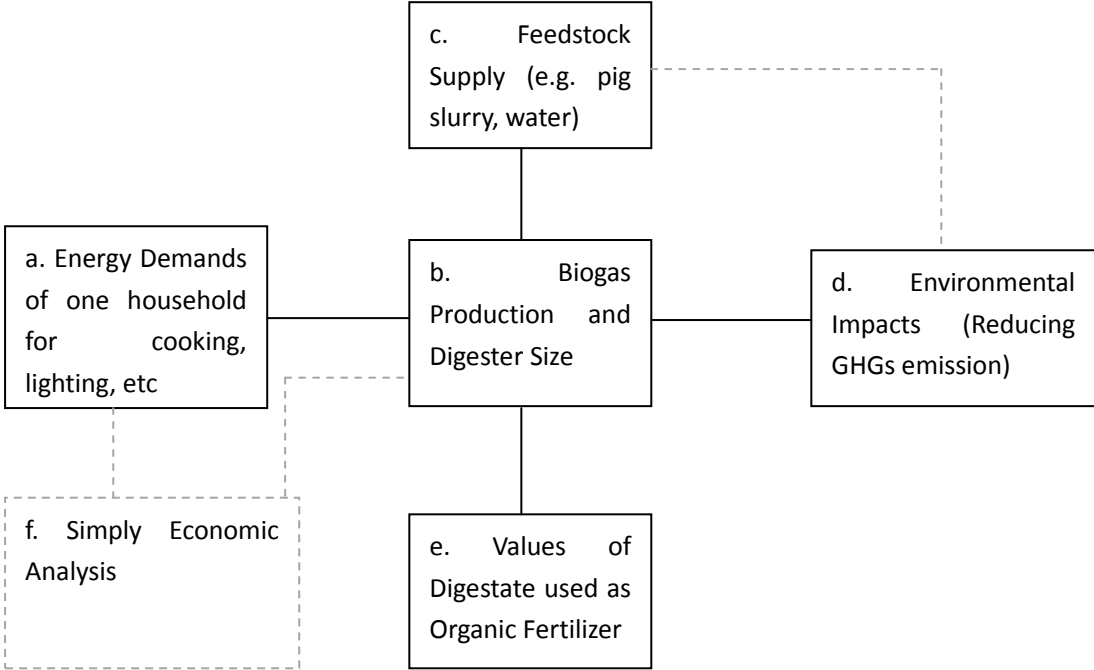 c. Feedstock
Supply (e.g. pig
slurry, water)
a. Energy Demands
of one household
for cooking,
lighting, etc
b. Biogas
Production and
Digester Size
d. Environmental
Impacts (Reducing
GHGs emission)
f. Simply Economic
Analysis
e. Values of
Digestate used as
Organic Fertilizer